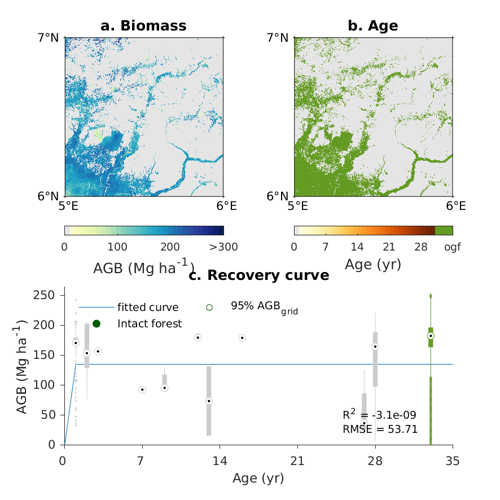 a. Biomass
b. Age
7°N
7°N
6°N
6°N
5°E
6°E
5°E
6°E
0 100 200 >300
0 7 14 21 28 ogf
AGB (Mg ha-1)
Age (yr)
c. Recovery curve
fitted curve
95% AGBgrid
Intact forest
AGB (Mg ha-1)
250
200
150
100
50
0
R2 = -3.1e-09
RMSE = 53.71
0 7 14 21 28 35
Age (yr)